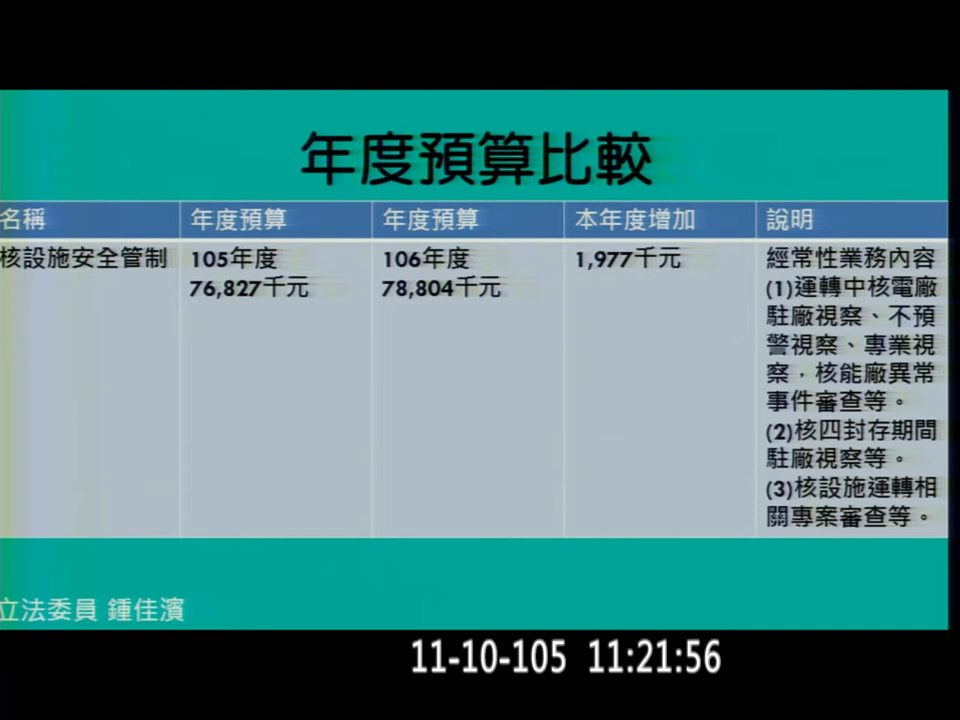 年度預算比較
名稱 年度預算 年度預算 本年度增加 說明
核設施安全管制 105年度 106年度 1,977千元 經常性業務內容
76,827千元 78,804千元 (1)運轉中核電廠
駐廠視察、不預
警視察、專業視
察，核能廠異常
事件審查等。
(2)核四封存期間
駐廠視察等。
(3)核設施運轉相
關專案審查等。
立法委員 鍾佳濱
11-10-105 11:21:56